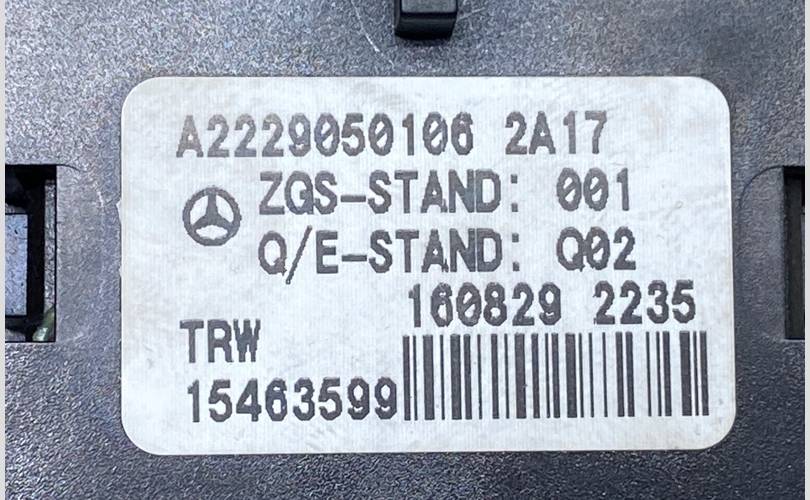 A2229050106 2A17
ZGS-STAND: 001
Q/E-STAND: Q02
160829 2235
TRW
15463599